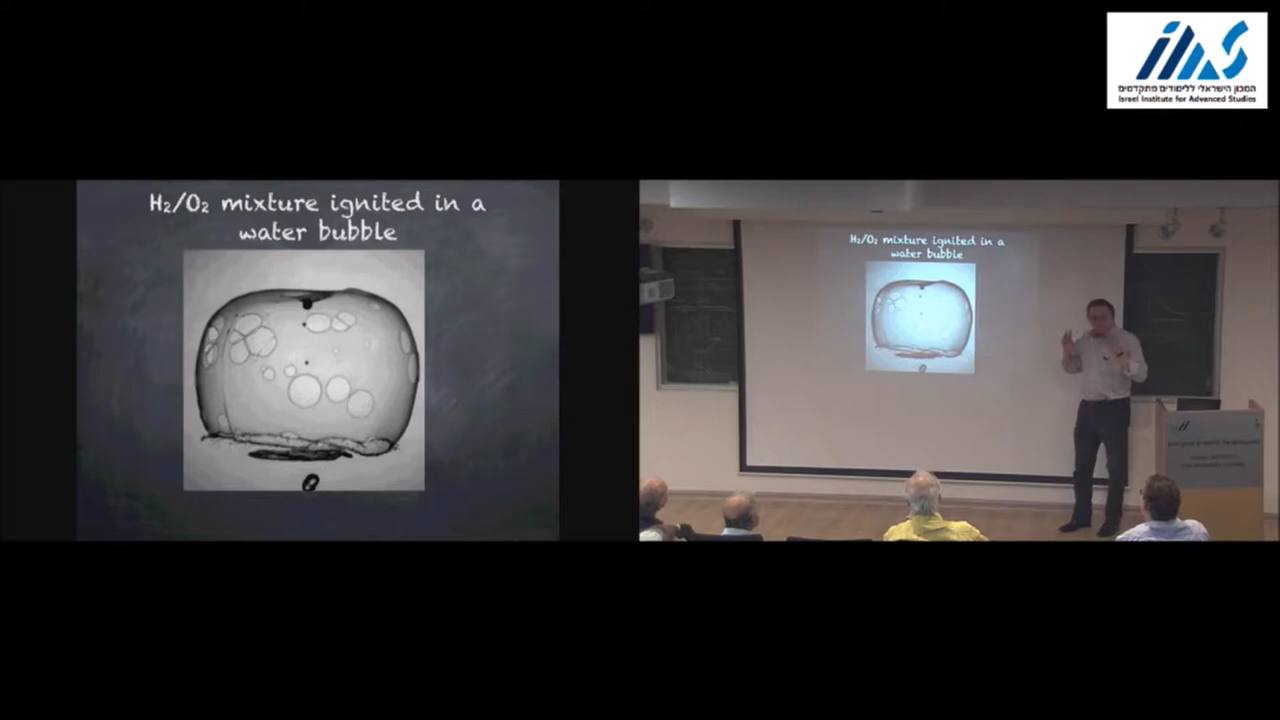 המכון הישראלי ללימודים מתקדמים
Israel Institute for Advanced Studies
H₂/O₂ mixture ignited in a
water bubble
H₂/O₂ mixture ignited in a
water bubble